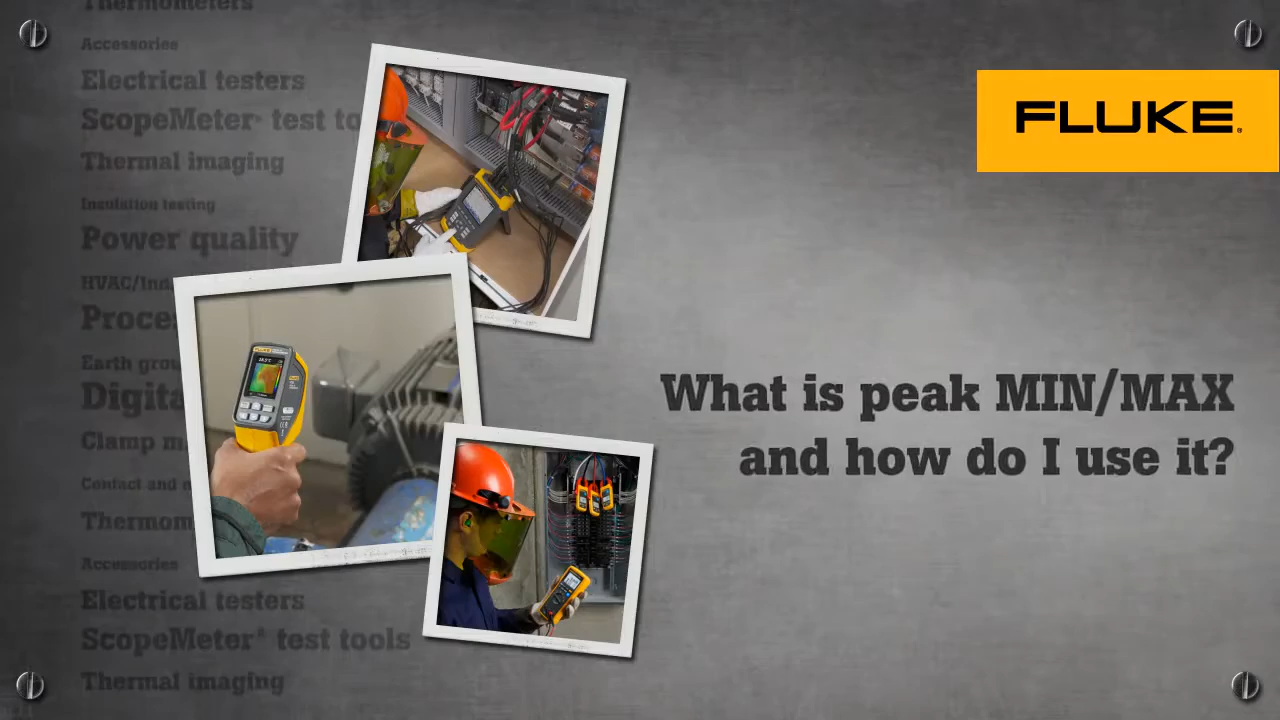 Thermometers
Accessories
Electrical testers
ScopeMeter® test to
Thermal imaging
Insulation testing
Power quality
HVAC/Ind
Proces
Earth grou
Digita
Clamp m
Contact and
Thermom
Accessories
Electrical testers
ScopeMeter® test tools
Thermal imaging
FLUKE®
What is peak MIN/MAX
and how do I use it?